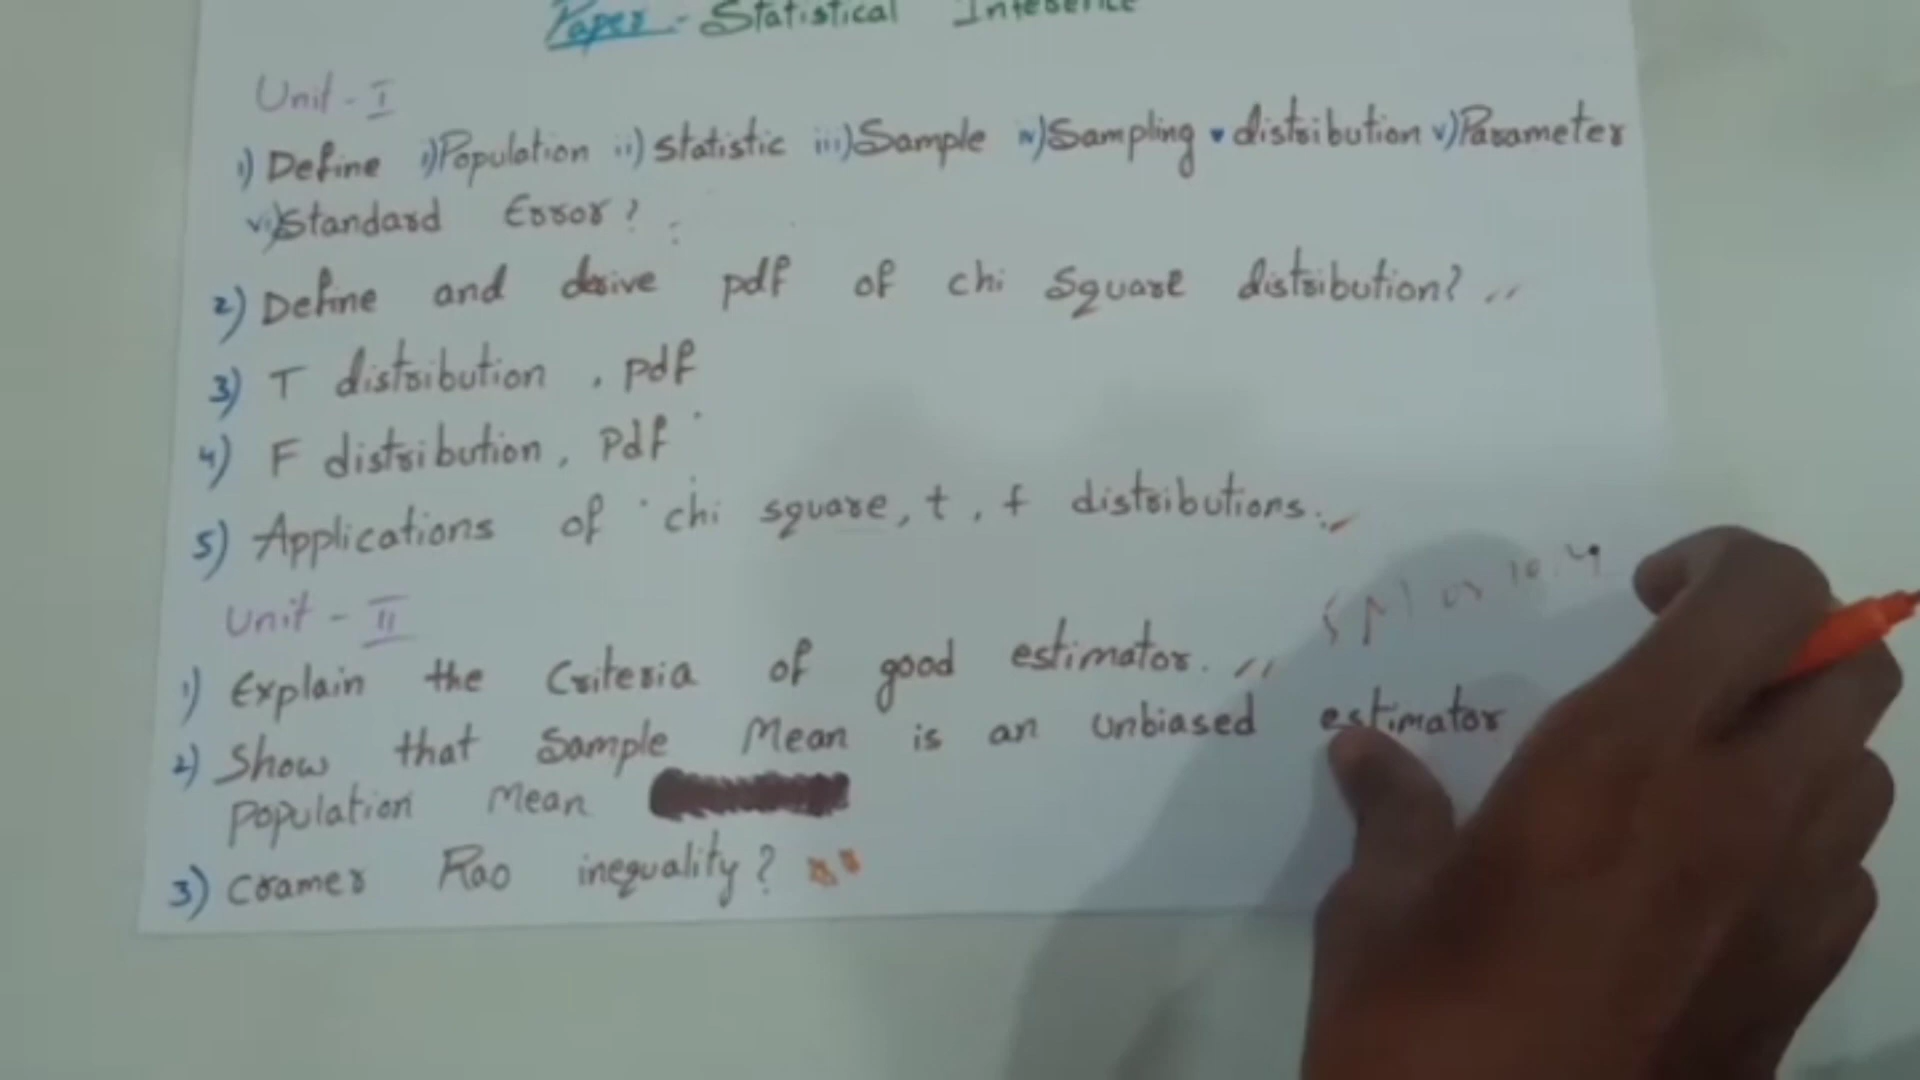 Paper :- Statistical Inference
Unit - I
1) Define i) Population ii) Statistic iii) Sample iv) Sampling distribution v) Parameter
vi) Standard Error?
2) Define and derive pdf of chi Square distribution?
3) T distribution, pdf
4) F distribution, Pdf
5) Applications of chi square, t, f distributions.
Unit - II
1) Explain the Criteria of good estimator.
2) Show that Sample Mean is an unbiased estimator
Population Mean
3) Cramer Rao inequality?